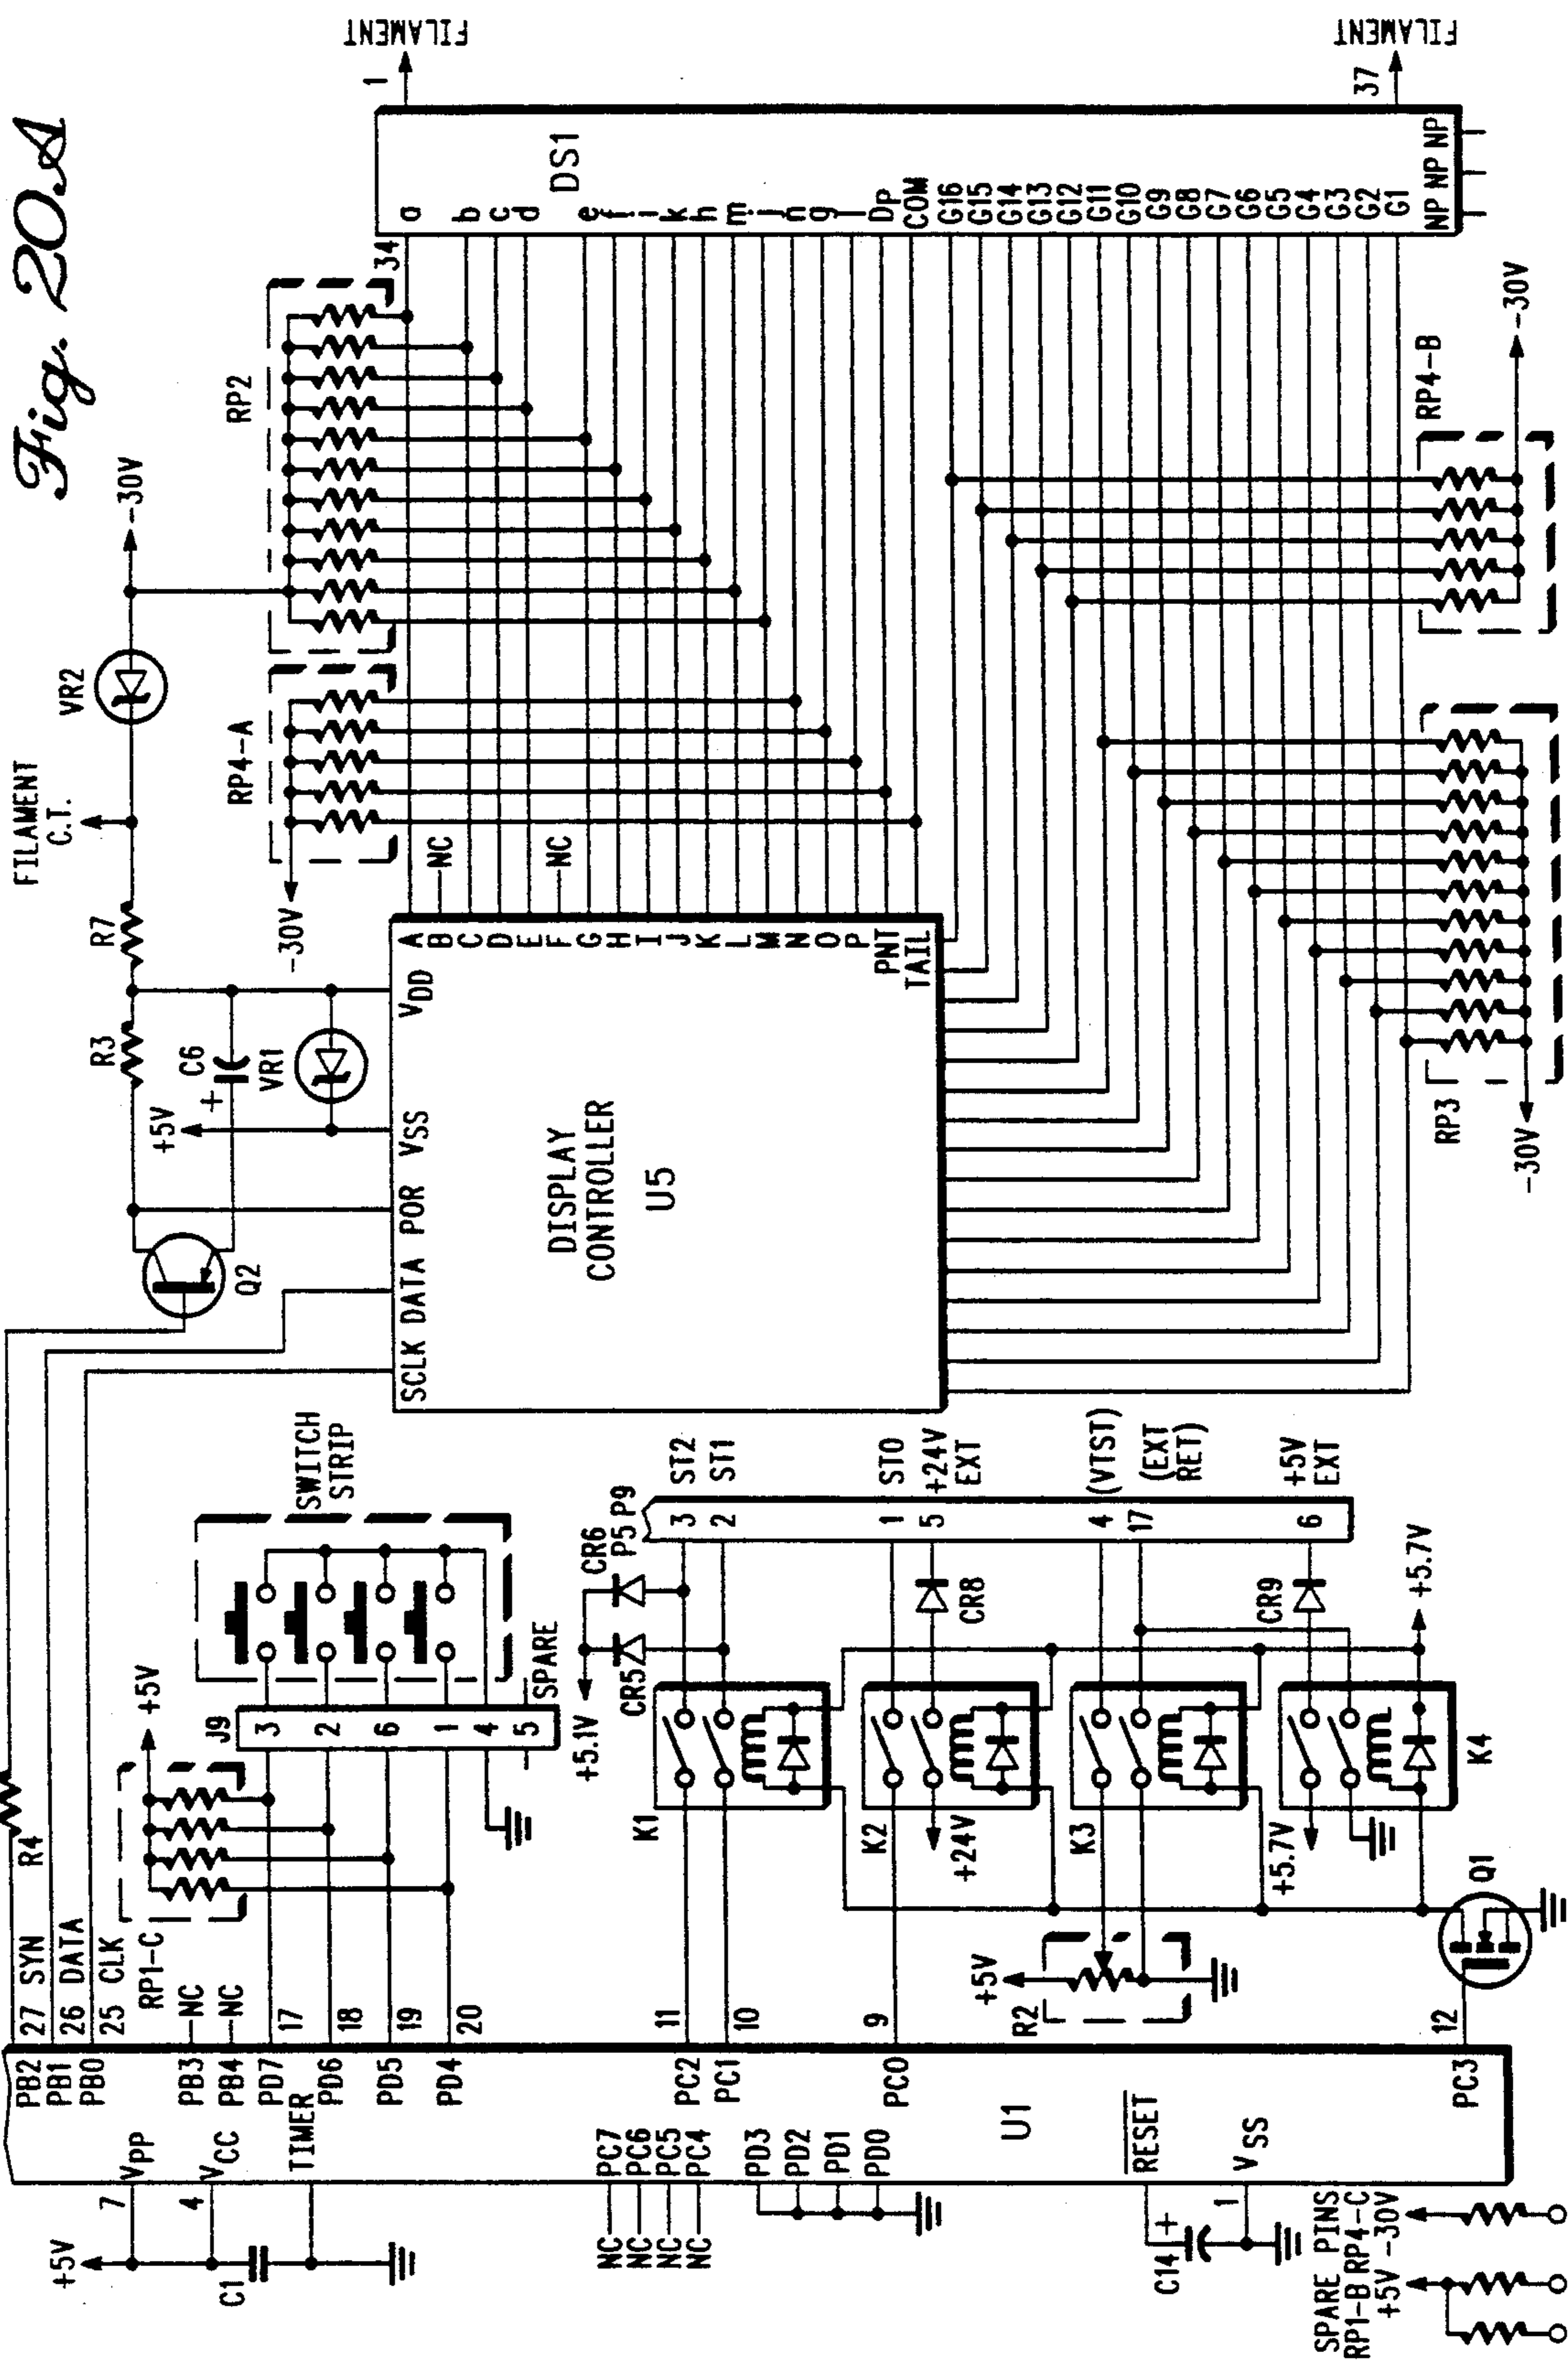 Fig. 20A
PB2
PB1
PB0
PB3
PB4
PD7
PD6
PD5
PD4
PC2
PC1
PC0
PC3
27 SYN
26 DATA
25 CLK
R4
NC
NC
17
18
19
20
11
10
9
12
VPP
VCC
TIMER
7
4
+5V
C1
NC PC7
NC PC6
NC PC5
NC PC4
PD3
PD2
PD1
PD0
U1
RESET
VSS
1
C14
+
SPARE PINS
RP1-B RP4-C
+5V -30V
RP1-C
+5V
J9
3
2
6
1
4
5
SPARE
SWITCH
STRIP
+5.1V
CR5
CR6
P5 P9
3 ST2
2 ST1
1 ST0
5 +24V
EXT
4 (VTST)
17 (EXT
RET)
6 +5V
EXT
K1
K2
+24V
CR8
K3
+5V
R2
+5.7V
CR9
K4
+5.7V
Q1
Q2
R3
R7
C6
+
VR1
+5V
FILAMENT
C.T.
VR2
-30V
SCLK DATA POR VSS VDD
DISPLAY
CONTROLLER
U5
A
B
C
D
E
F
G
H
I
J
K
L
M
N
O
P
PNT
TAIL
NC
NC
RP4-A
-30V
RP2
34
DS1
a
b
c
d
e
f
i
k
h
m
j
n
g
l
Dp
COM
G16
G15
G14
G13
G12
G11
G10
G9
G8
G7
G6
G5
G4
G3
G2
G1
NP NP NP
1
FILAMENT
37
FILAMENT
RP3
-30V
RP4-B
-30V